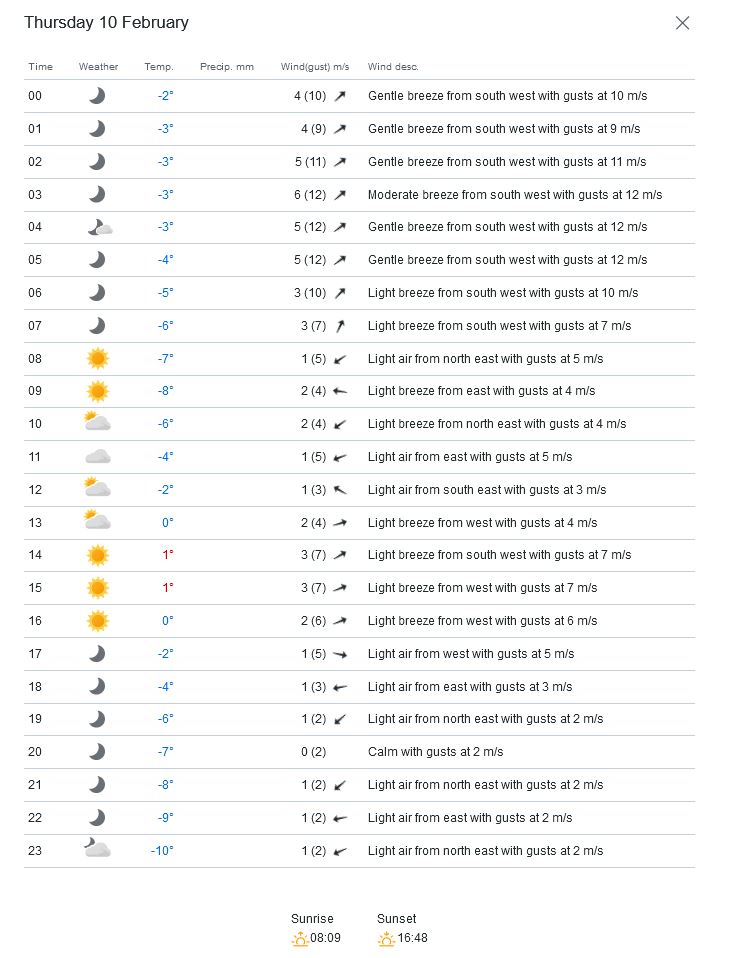 Thursday 10 February
Time Weather Temp. Precip. mm Wind(gust) m/s Wind desc.
00 -2° 4 (10) Gentle breeze from south west with gusts at 10 m/s
01 -3° 4 (9) Gentle breeze from south west with gusts at 9 m/s
02 -3° 5 (11) Gentle breeze from south west with gusts at 11 m/s
03 -3° 6 (12) Moderate breeze from south west with gusts at 12 m/s
04 -3° 5 (12) Gentle breeze from south west with gusts at 12 m/s
05 -4° 5 (12) Gentle breeze from south west with gusts at 12 m/s
06 -5° 3 (10) Light breeze from south west with gusts at 10 m/s
07 -6° 3 (7) Light breeze from south west with gusts at 7 m/s
08 -7° 1 (5) Light air from north east with gusts at 5 m/s
09 -8° 2 (4) Light breeze from east with gusts at 4 m/s
10 -6° 2 (4) Light breeze from north east with gusts at 4 m/s
11 -4° 1 (5) Light air from east with gusts at 5 m/s
12 -2° 1 (3) Light air from south east with gusts at 3 m/s
13 0° 2 (4) Light breeze from west with gusts at 4 m/s
14 1° 3 (7) Light breeze from south west with gusts at 7 m/s
15 1° 3 (7) Light breeze from west with gusts at 7 m/s
16 0° 2 (6) Light breeze from west with gusts at 6 m/s
17 -2° 1 (5) Light air from west with gusts at 5 m/s
18 -4° 1 (3) Light air from east with gusts at 3 m/s
19 -6° 1 (2) Light air from north east with gusts at 2 m/s
20 -7° 0 (2) Calm with gusts at 2 m/s
21 -8° 1 (2) Light air from north east with gusts at 2 m/s
22 -9° 1 (2) Light air from east with gusts at 2 m/s
23 -10° 1 (2) Light air from north east with gusts at 2 m/s
Sunrise Sunset
08:09 16:48